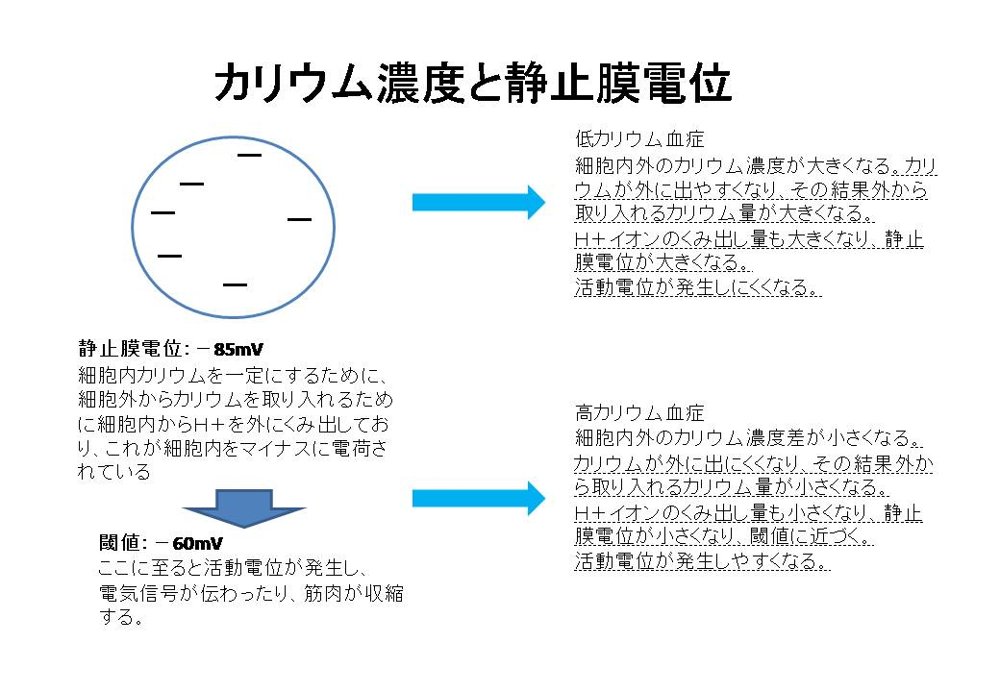 カリウム濃度と静止膜電位
低カリウム血症
細胞内外のカリウム濃度が大きくなる。カリ
ウムが外に出やすくなり、その結果外から
取り入れるカリウム量が大きくなる。
H＋イオンのくみ出し量も大きくなり、静止
膜電位が大きくなる。
活動電位が発生しにくくなる。
静止膜電位：－85mV
細胞内カリウムを一定にするために、
細胞外からカリウムを取り入れるため
に細胞内からH＋を外にくみ出してお
り、これが細胞内をマイナスに電荷さ
れている
高カリウム血症
細胞内外のカリウム濃度差が小さくなる。
カリウムが外に出にくくなり、その結果外か
ら取り入れるカリウム量が小さくなる。
H＋イオンのくみ出し量も小さくなり、静止
膜電位が小さくなり、閾値に近づく。
活動電位が発生しやすくなる。
閾値：－60mV
ここに至ると活動電位が発生し、
電気信号が伝わったり、筋肉が収縮
する。